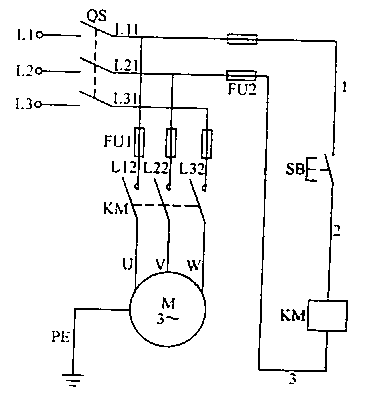 QS
L1 L11
L2 L21
FU2
L3 L31
1
FU1
L12 L22 L32
SB
KM
2
U V W
M
3~
KM
PE
3